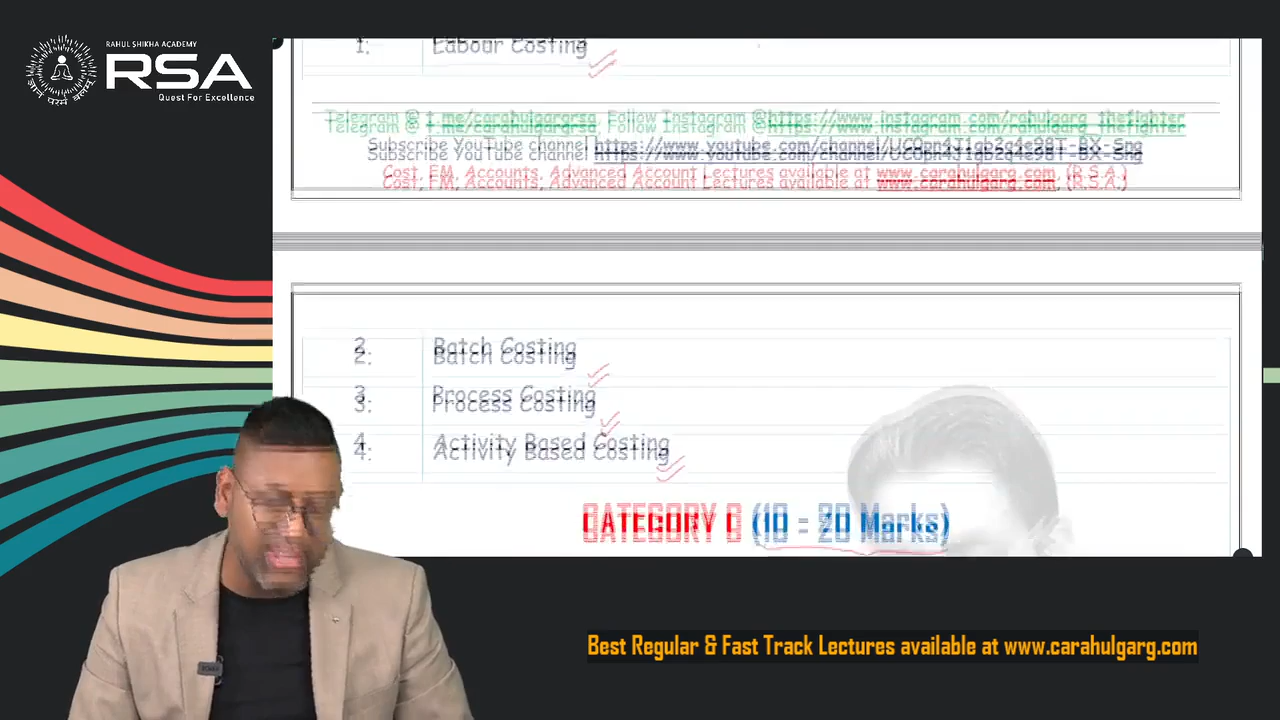 RAHUL SHIKHA ACADEMY
RSA
Quest For Excellence
1. Labour Costing
Telegram @ t.me/carahulgargrsa, Follow Instagram @https://www.instagram.com/rahulgarg_thefighter
Subscribe YouTube channel https://www.youtube.com/channel/
Cost, FM, Accounts, Advanced Account Lectures available at www.carahulgarg.com, (R.S.A.)
2. Batch Costing
3. Process Costing
4. Activity Based Costing
CATEGORY (10 - 20 Marks)
Best Regular & Fast Track Lectures available at www.carahulgarg.com